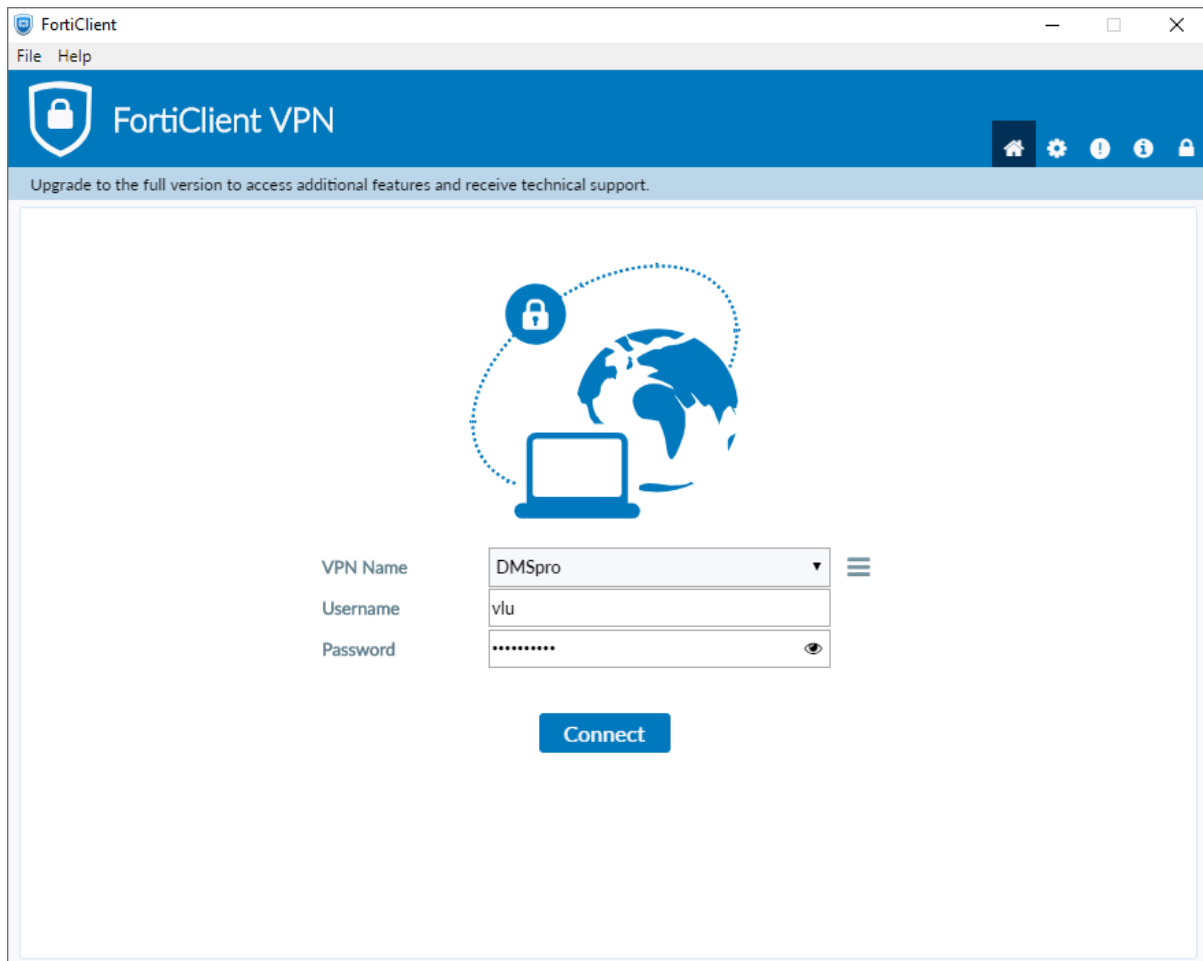 FortiClient
File Help
FortiClient VPN
Upgrade to the full version to access additional features and receive technical support.
VPN Name DMSpro
Username vlu
Password ••••••••••
Connect